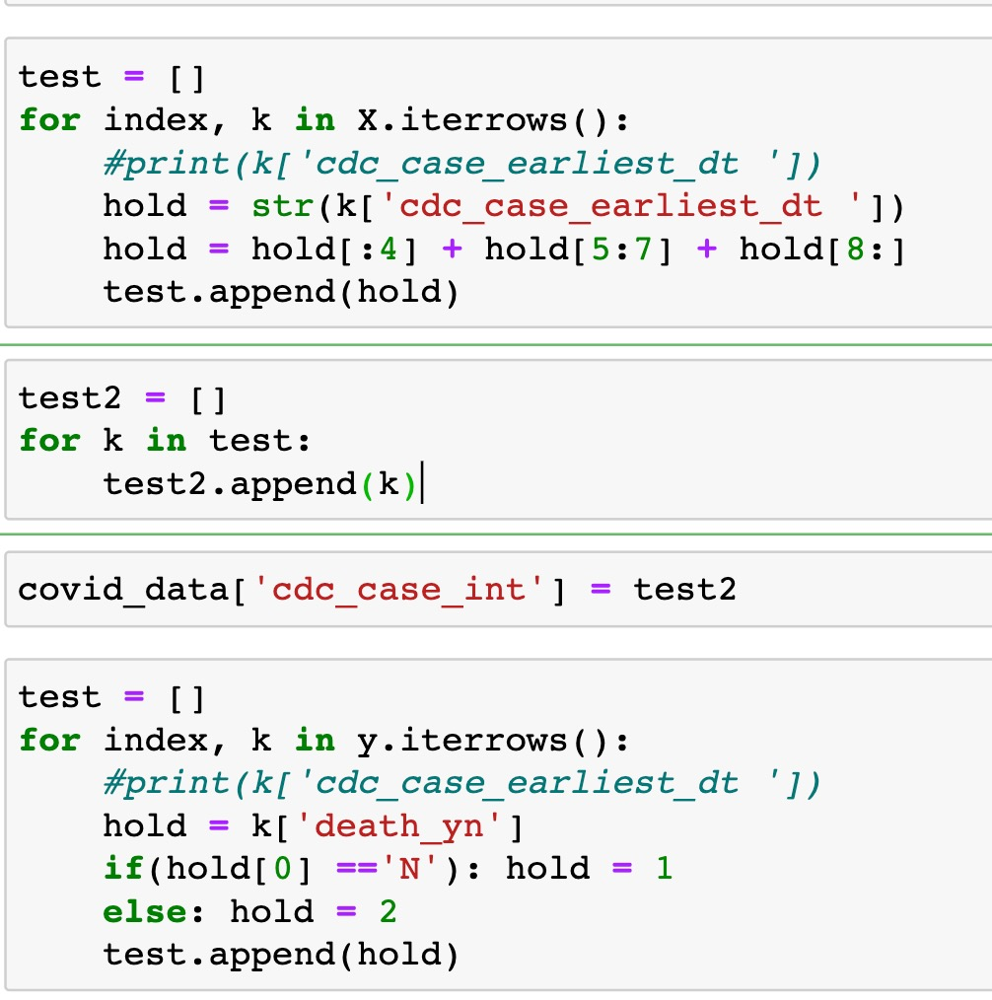 test = []
for index, k in X.iterrows():
    #print(k['cdc_case_earliest_dt '])
    hold = str(k['cdc_case_earliest_dt '])
    hold = hold[:4] + hold[5:7] + hold[8:]
    test.append(hold)
test2 = []
for k in test:
    test2.append(k)
covid_data['cdc_case_int'] = test2
test = []
for index, k in y.iterrows():
    #print(k['cdc_case_earliest_dt '])
    hold = k['death_yn']
    if(hold[0] =='N'): hold = 1
    else: hold = 2
    test.append(hold)